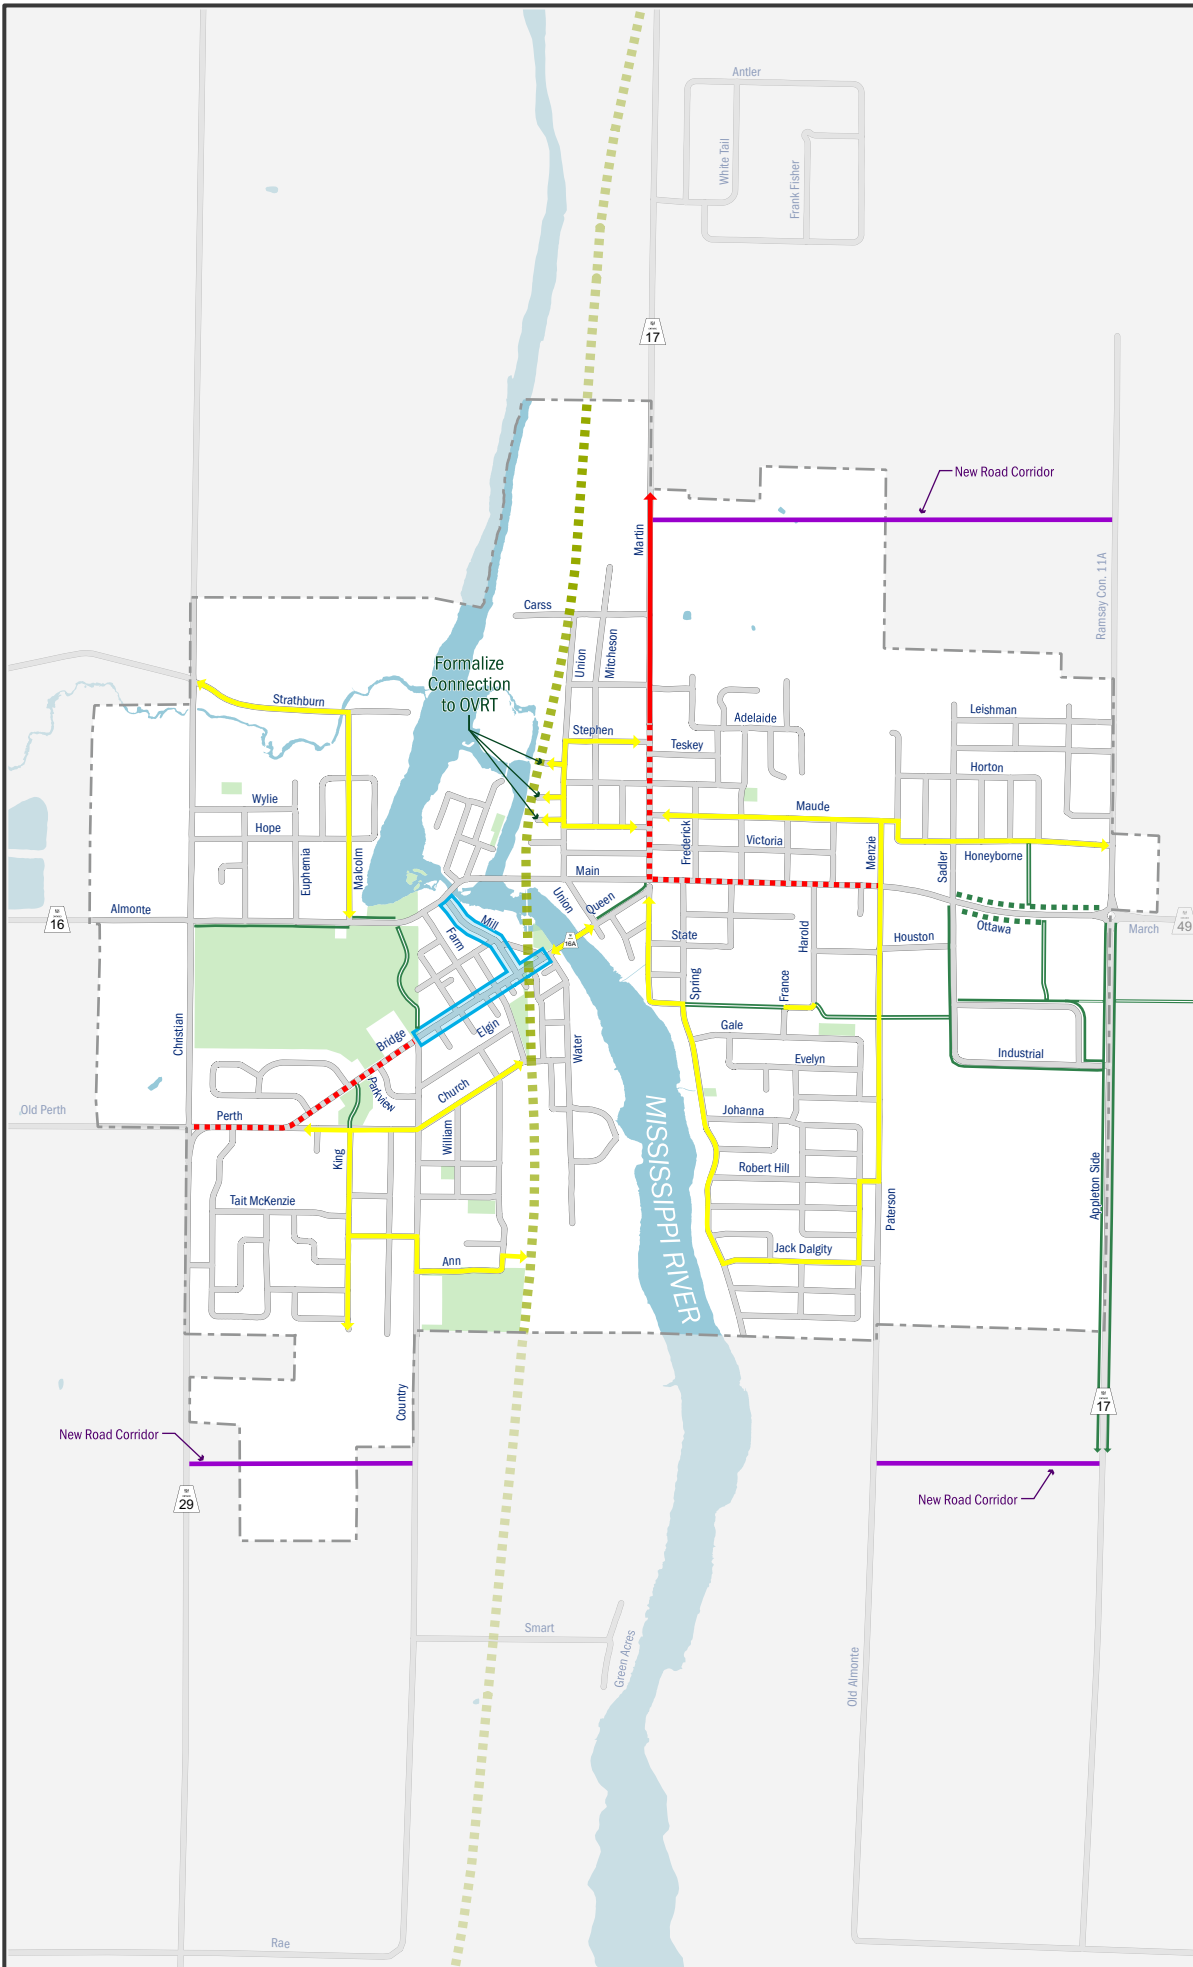 Antler
White Tail
Frank Fisher
17
New Road Corridor
Martin
Ramsay Con. 11A
Carss
Union
Mitcheson
Formalize
Connection
to OVRT
Strathburn
Stephen
Adelaide
Teskey
Leishman
Horton
Wylie
Hope
Maude
Frederick
Victoria
Menzie
Euphemia
Malcolm
Main
Sadler
Honeyborne
Union
Queen
Almonte
16
Mill
Farm
16A
State
Harold
Houston
Ottawa
March
49
Spring
France
Christian
Bridge
Elgin
Water
Gale
Evelyn
Industrial
Parkview
Church
Old Perth
Perth
William
Johanna
MISSISSIPPI RIVER
King
Robert Hill
Tait McKenzie
Paterson
Appleton Side
Ann
Jack Dalgity
Country
17
New Road Corridor
29
New Road Corridor
Smart
Green Acres
Old Almonte
Rae